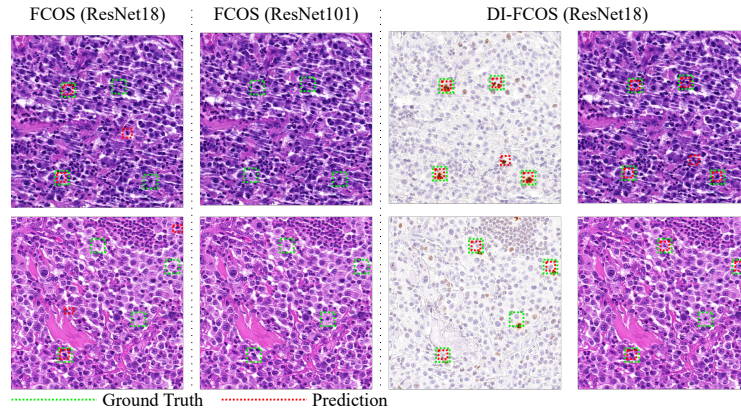 FCOS (ResNet18)
FCOS (ResNet101)
DI-FCOS (ResNet18)
Ground Truth
Prediction